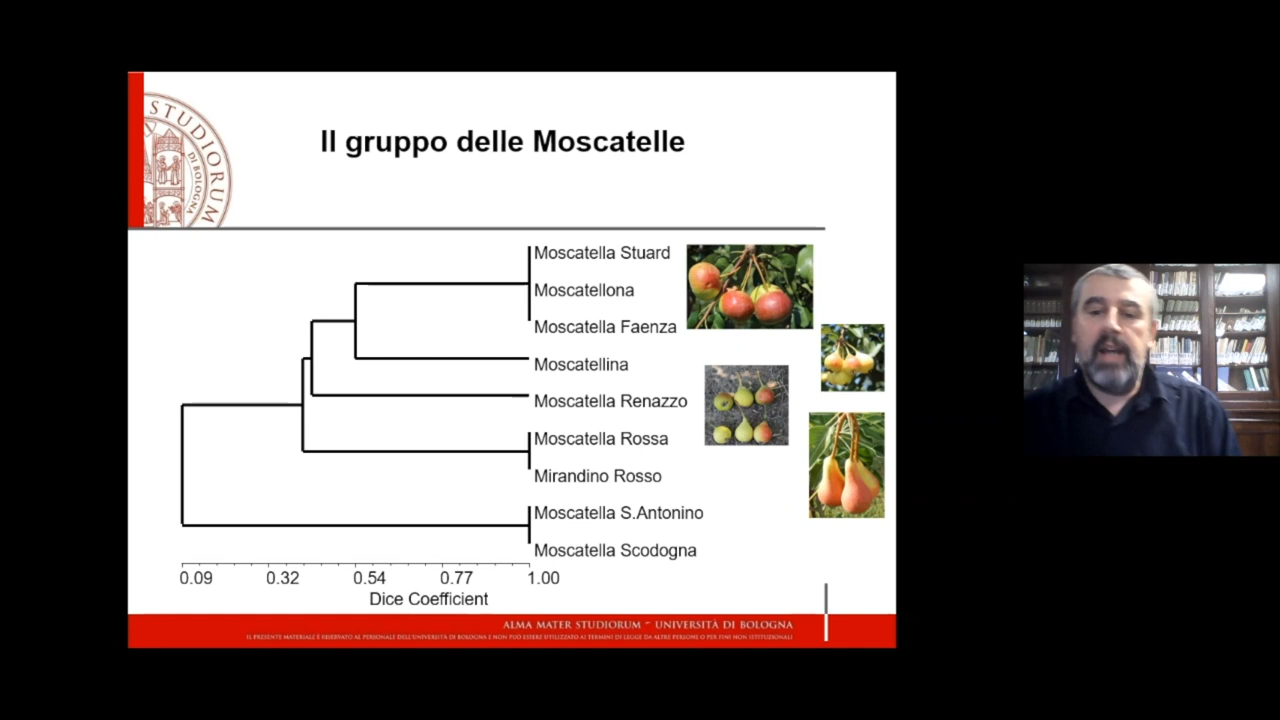 STUDIORUM
DI BOLOGNA
Il gruppo delle Moscatelle
Moscatella Stuard
Moscatellona
Moscatella Faenza
Moscatellina
Moscatella Renazzo
Moscatella Rossa
Mirandino Rosso
Moscatella S.Antonino
Moscatella Scodogna
0.09 0.32 0.54 0.77 1.00
Dice Coefficient
ALMA MATER STUDIORUM ~ UNIVERSITÀ DI BOLOGNA
IL PRESENTE MATERIALE È RISERVATO AL PERSONALE DELL'UNIVERSITÀ DI BOLOGNA E NON PUÒ ESSERE UTILIZZATO AI TERMINI DI LEGGE DA ALTRE PERSONE O PER FINI NON ISTITUZIONALI